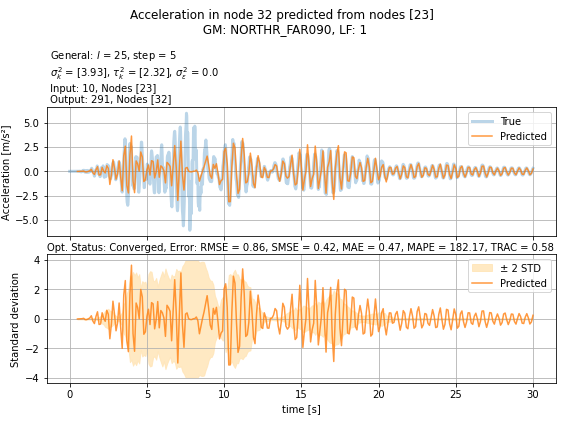 Acceleration in node 32 predicted from nodes [23]
GM: NORTHR_FAR090, LF: 1
General: l = 25, step = 5
σ²ₖ = [3.93], τ²ₖ = [2.32], σ²ε = 0.0
Input: 10, Nodes [23]
Output: 291, Nodes [32]
Acceleration [m/s²]
5.0
2.5
0.0
−2.5
−5.0
True
Predicted
Opt. Status: Converged, Error: RMSE = 0.86, SMSE = 0.42, MAE = 0.47, MAPE = 182.17, TRAC = 0.58
Standard deviation
4
2
0
−2
−4
± 2 STD
Predicted
0 5 10 15 20 25 30
time [s]